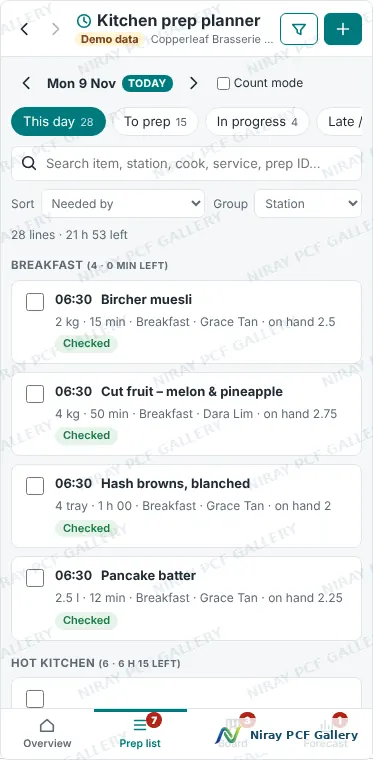 Kitchen prep planner
Demo data Copperleaf Brasserie ...
Mon 9 Nov TODAY Count mode
This day 28 To prep 15 In progress 4 Late /
Search item, station, cook, service, prep ID...
Sort Needed by Group Station
28 lines · 21 h 53 left
BREAKFAST (4 · 0 MIN LEFT)
06:30 Bircher muesli
2 kg · 15 min · Breakfast · Grace Tan · on hand 2.5
Checked
06:30 Cut fruit – melon & pineapple
4 kg · 50 min · Breakfast · Dara Lim · on hand 2.75
Checked
06:30 Hash browns, blanched
4 tray · 1 h 00 · Breakfast · Grace Tan · on hand 2
Checked
06:30 Pancake batter
2.5 l · 12 min · Breakfast · Grace Tan · on hand 2.25
Checked
HOT KITCHEN (6 · 6 H 15 LEFT)
7
Overview Prep list Board Forecast
Niray PCF Gallery
NIRAY PCF GALLERY